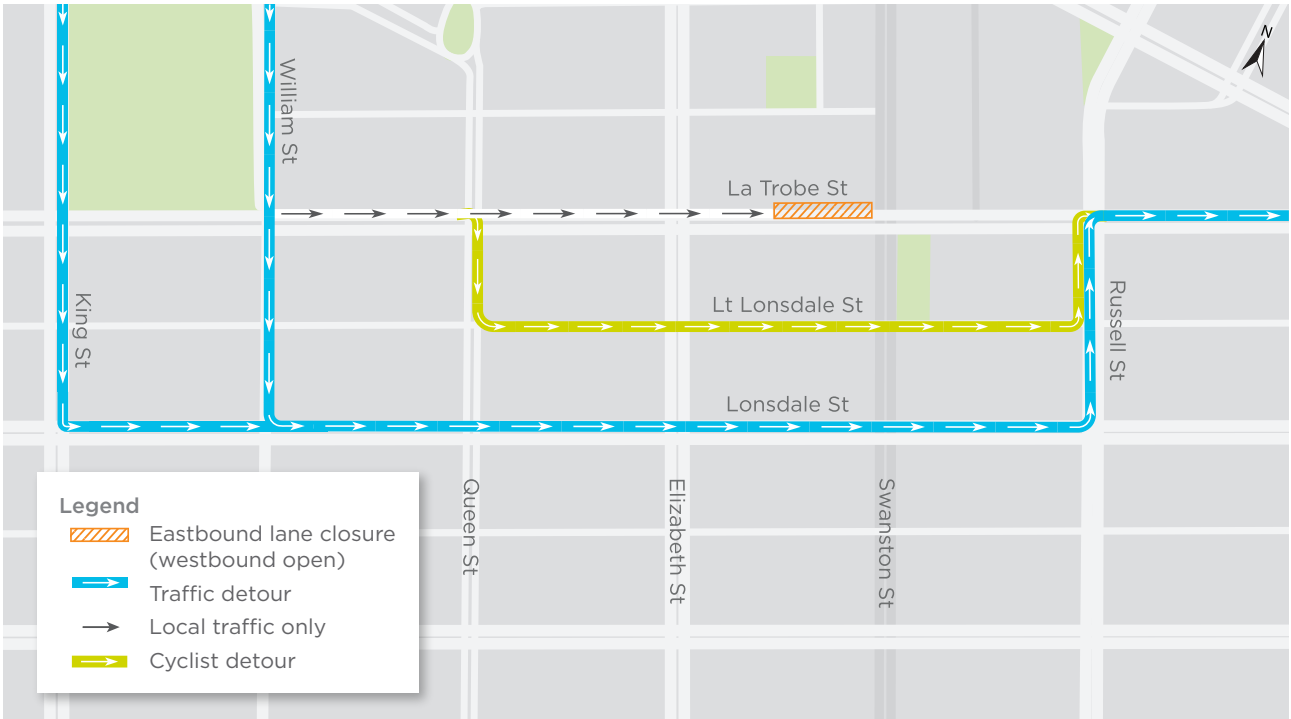 N
William St
La Trobe St
King St
Lt Lonsdale St
Russell St
Lonsdale St
Queen St
Elizabeth St
Swanston St
Legend
Eastbound lane closure
(westbound open)
Traffic detour
Local traffic only
Cyclist detour